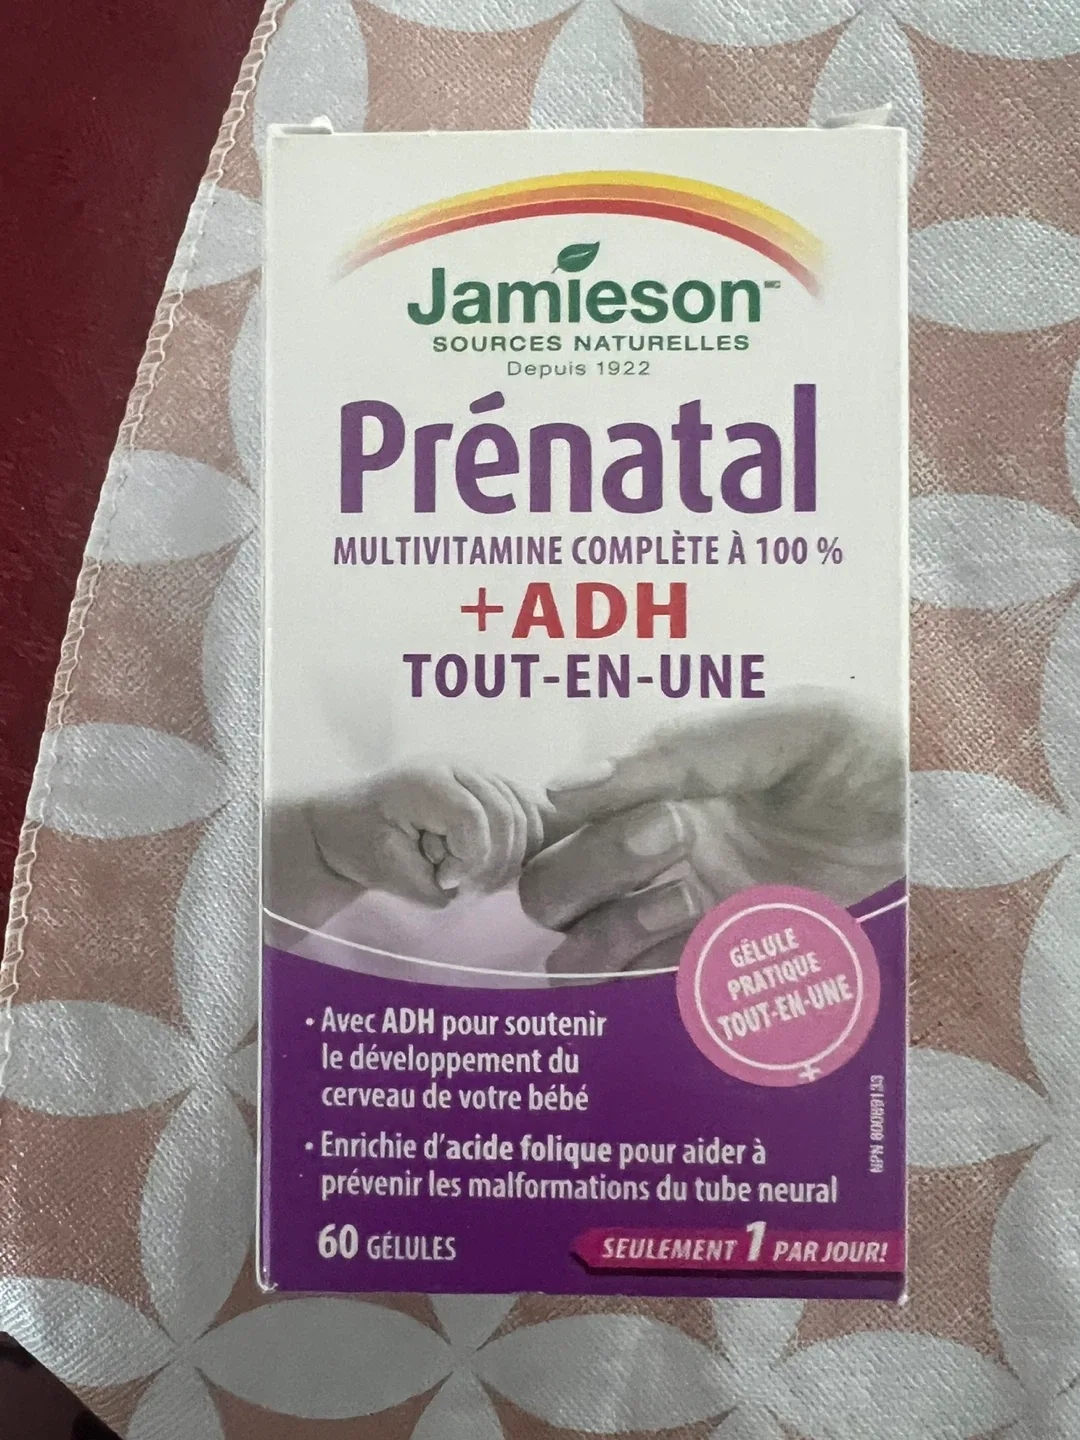 Jamieson™
SOURCES NATURELLES
Depuis 1922
Prénatal
MULTIVITAMINE COMPLÈTE À 100 %
+ADH
TOUT-EN-UNE
GÉLULE
PRATIQUE
TOUT-EN-UNE
+
• Avec ADH pour soutenir
le développement du
cerveau de votre bébé
• Enrichie d'acide folique pour aider à
prévenir les malformations du tube neural
60 GÉLULES
SEULEMENT 1 PAR JOUR!
NPN